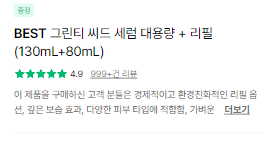 증정
BEST 그린티 씨드 세럼 대용량 + 리필
(130mL+80mL)
★★★★★ 4.9 999+건 리뷰
이 제품을 구매하신 고객 분들은 경제적이고 환경친화적인 리필 옵
션, 깊은 보습 효과, 다양한 피부 타입에 적합함, 가벼운 더보기